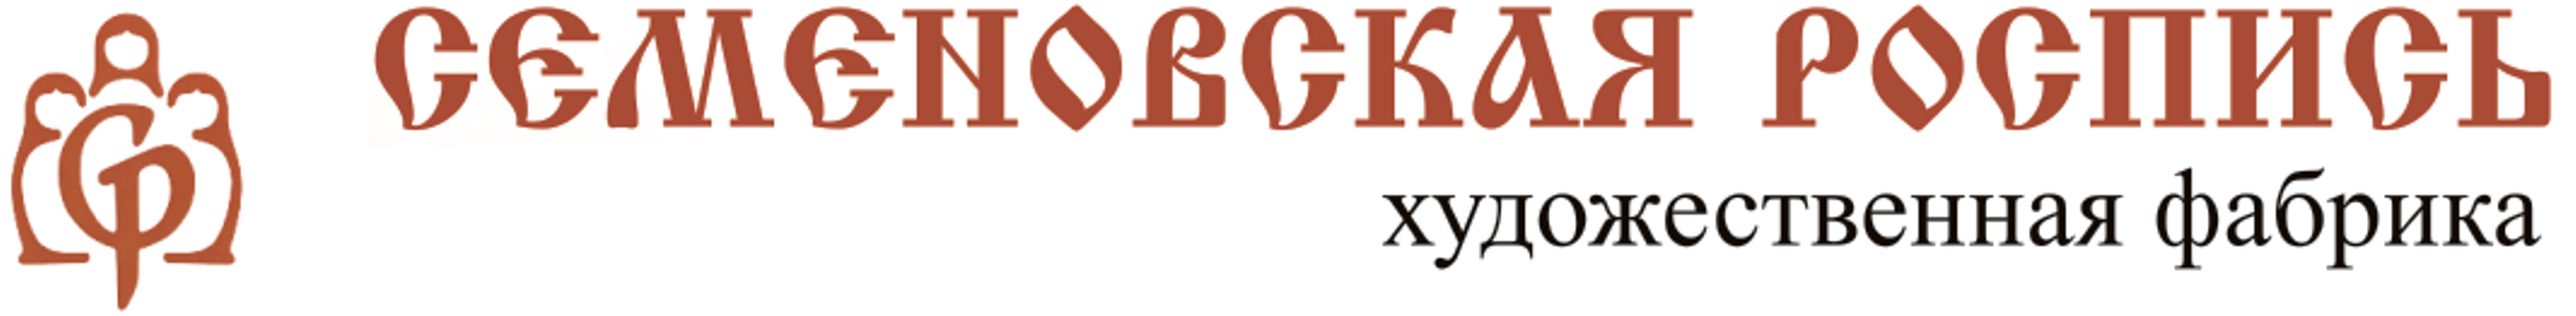 СЕМЕНОВСКАЯ РОСПИСЬ
художественная фабрика